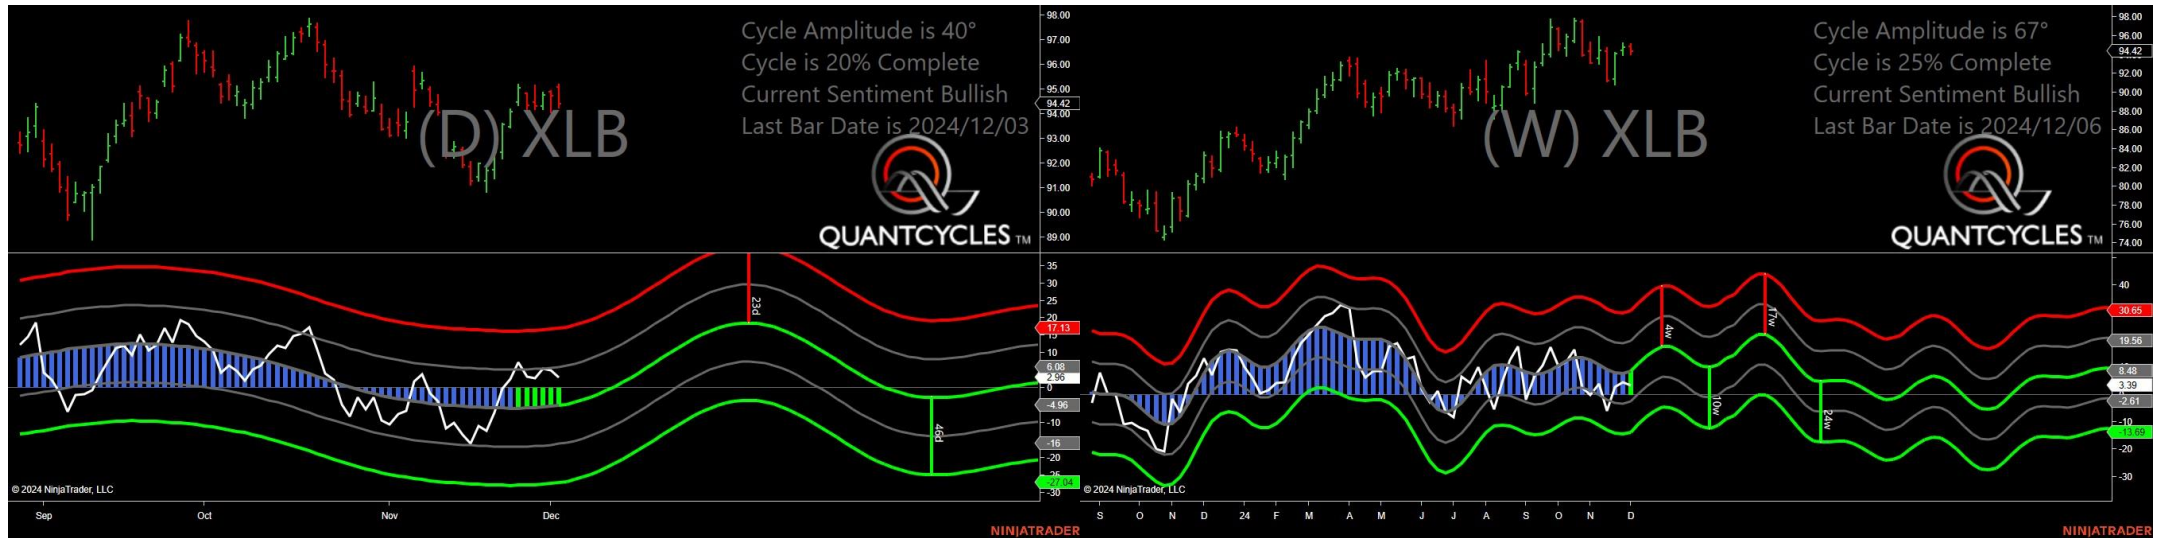 Cycle Amplitude is 40°
Cycle is 20% Complete
Current Sentiment Bullish
Last Bar Date is 2024/12/03
(D) XLB
QUANTCYCLES TM
98.00
97.00
96.00
95.00
94.42
94.00
93.00
92.00
91.00
90.00
89.00
35
30
25
20
17.13
15
10
6.08
2.96
0
-4.96
-10
-16
-20
-25
-27.04
-30
23d
46d
© 2024 NinjaTrader, LLC
Sep Oct Nov Dec
NINJATRADER
Cycle Amplitude is 67°
Cycle is 25% Complete
Current Sentiment Bullish
Last Bar Date is 2024/12/06
(W) XLB
QUANTCYCLES TM
98.00
96.00
94.42
92.00
90.00
88.00
86.00
84.00
82.00
80.00
78.00
76.00
74.00
40
30.65
19.56
8.48
3.39
-2.61
-10
-13.69
-20
-30
4w
17w
10w
24w
© 2024 NinjaTrader, LLC
S O N D 24 F M A M J J A S O N D
NINJATRADER